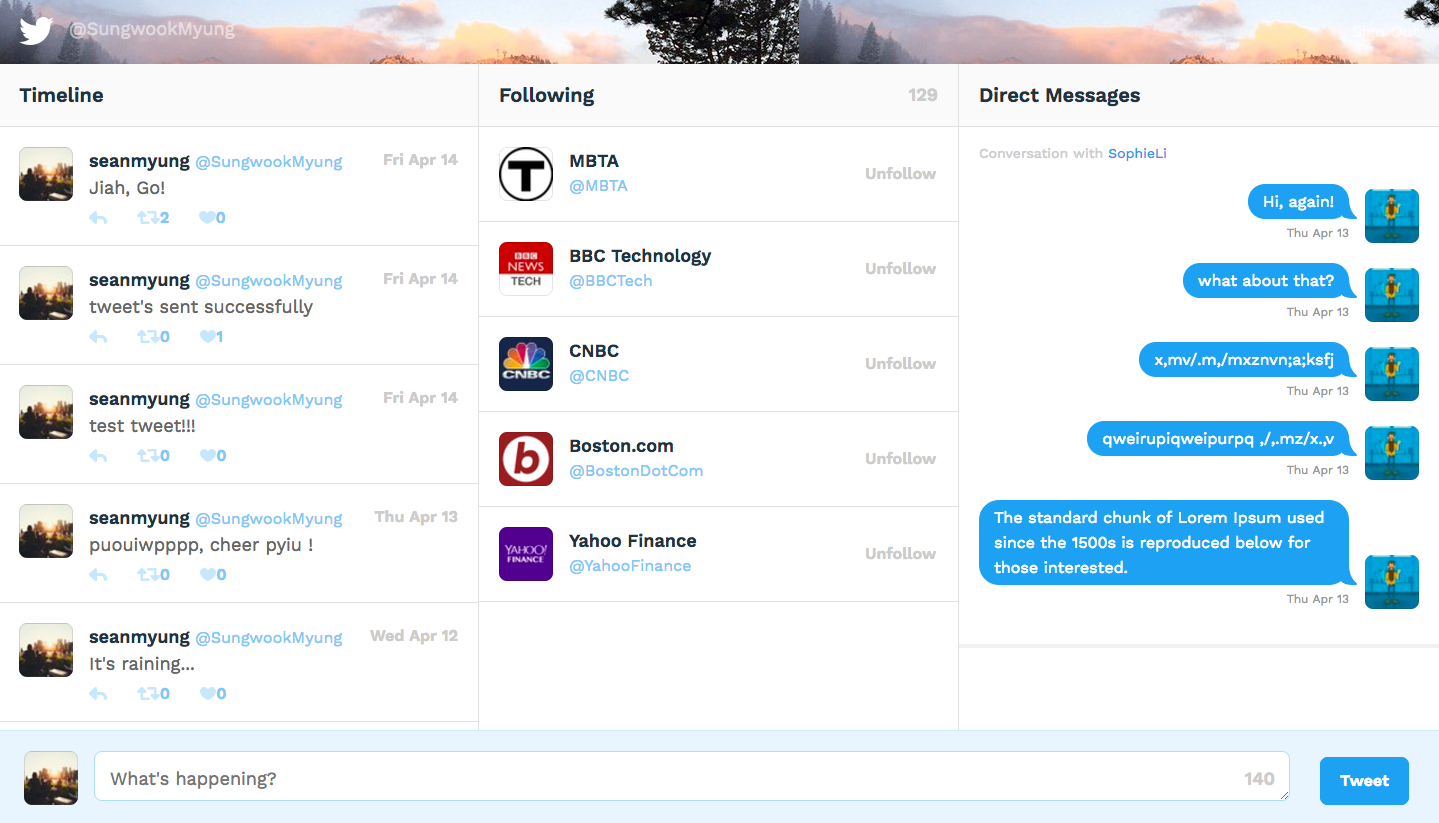 @SungwookMyung
Timeline
seanmyung @SungwookMyung Fri Apr 14
Jiah, Go!
2 0
seanmyung @SungwookMyung Fri Apr 14
tweet's sent successfully
0 1
seanmyung @SungwookMyung Fri Apr 14
test tweet!!!
0 0
seanmyung @SungwookMyung Thu Apr 13
puouiwpppp, cheer pyiu !
0 0
seanmyung @SungwookMyung Wed Apr 12
It's raining...
0 0
Following 129
T
MBTA
@MBTA
Unfollow
BBC
NEWS
TECH
BBC Technology
@BBCTech
Unfollow
CNBC
CNBC
@CNBC
Unfollow
b
Boston.com
@BostonDotCom
Unfollow
YAHOO!
FINANCE
Yahoo Finance
@YahooFinance
Unfollow
Direct Messages
Conversation with SophieLi
Hi, again!
Thu Apr 13
what about that?
Thu Apr 13
x,mv/.m,/mxznvn;a;ksfj
Thu Apr 13
qweirupiqweipurpq ,/,.mz/x.,v
Thu Apr 13
The standard chunk of Lorem Ipsum used
since the 1500s is reproduced below for
those interested.
Thu Apr 13
What's happening? 140
Tweet